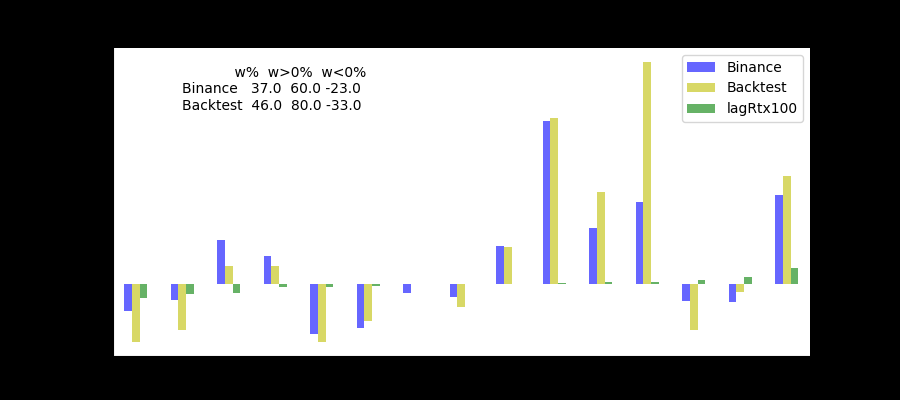 w%  w>0%  w<0%
Binance   37.0  60.0 -23.0
Backtest  46.0  80.0 -33.0
Binance
Backtest
lagRtx100